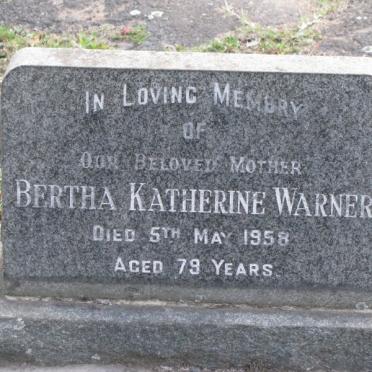 In Loving Memory
of
Our Beloved Mother
Bertha Katherine Warner
Died 5th May 1958
Aged 79 Years